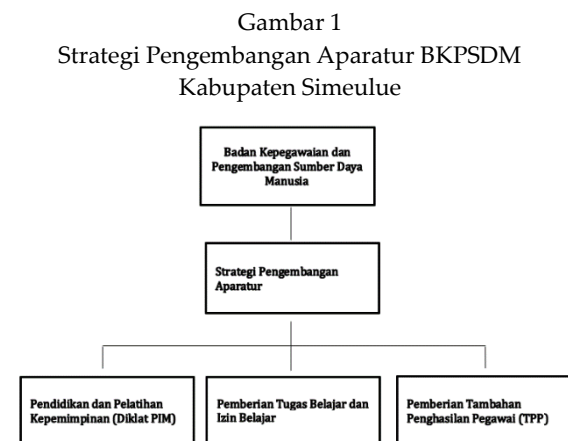 Gambar 1
Strategi Pengembangan Aparatur BKPSDM
Kabupaten Simeulue
Badan Kepegawaian dan
Pengembangan Sumber Daya
Manusia
Strategi Pengembangan
Aparatur
Pendidikan dan Pelatihan
Kepemimpinan (Diklat PIM)
Pemberian Tugas Belajar dan
Izin Belajar
Pemberian Tambahan
Penghasilan Pegawai (TPP)